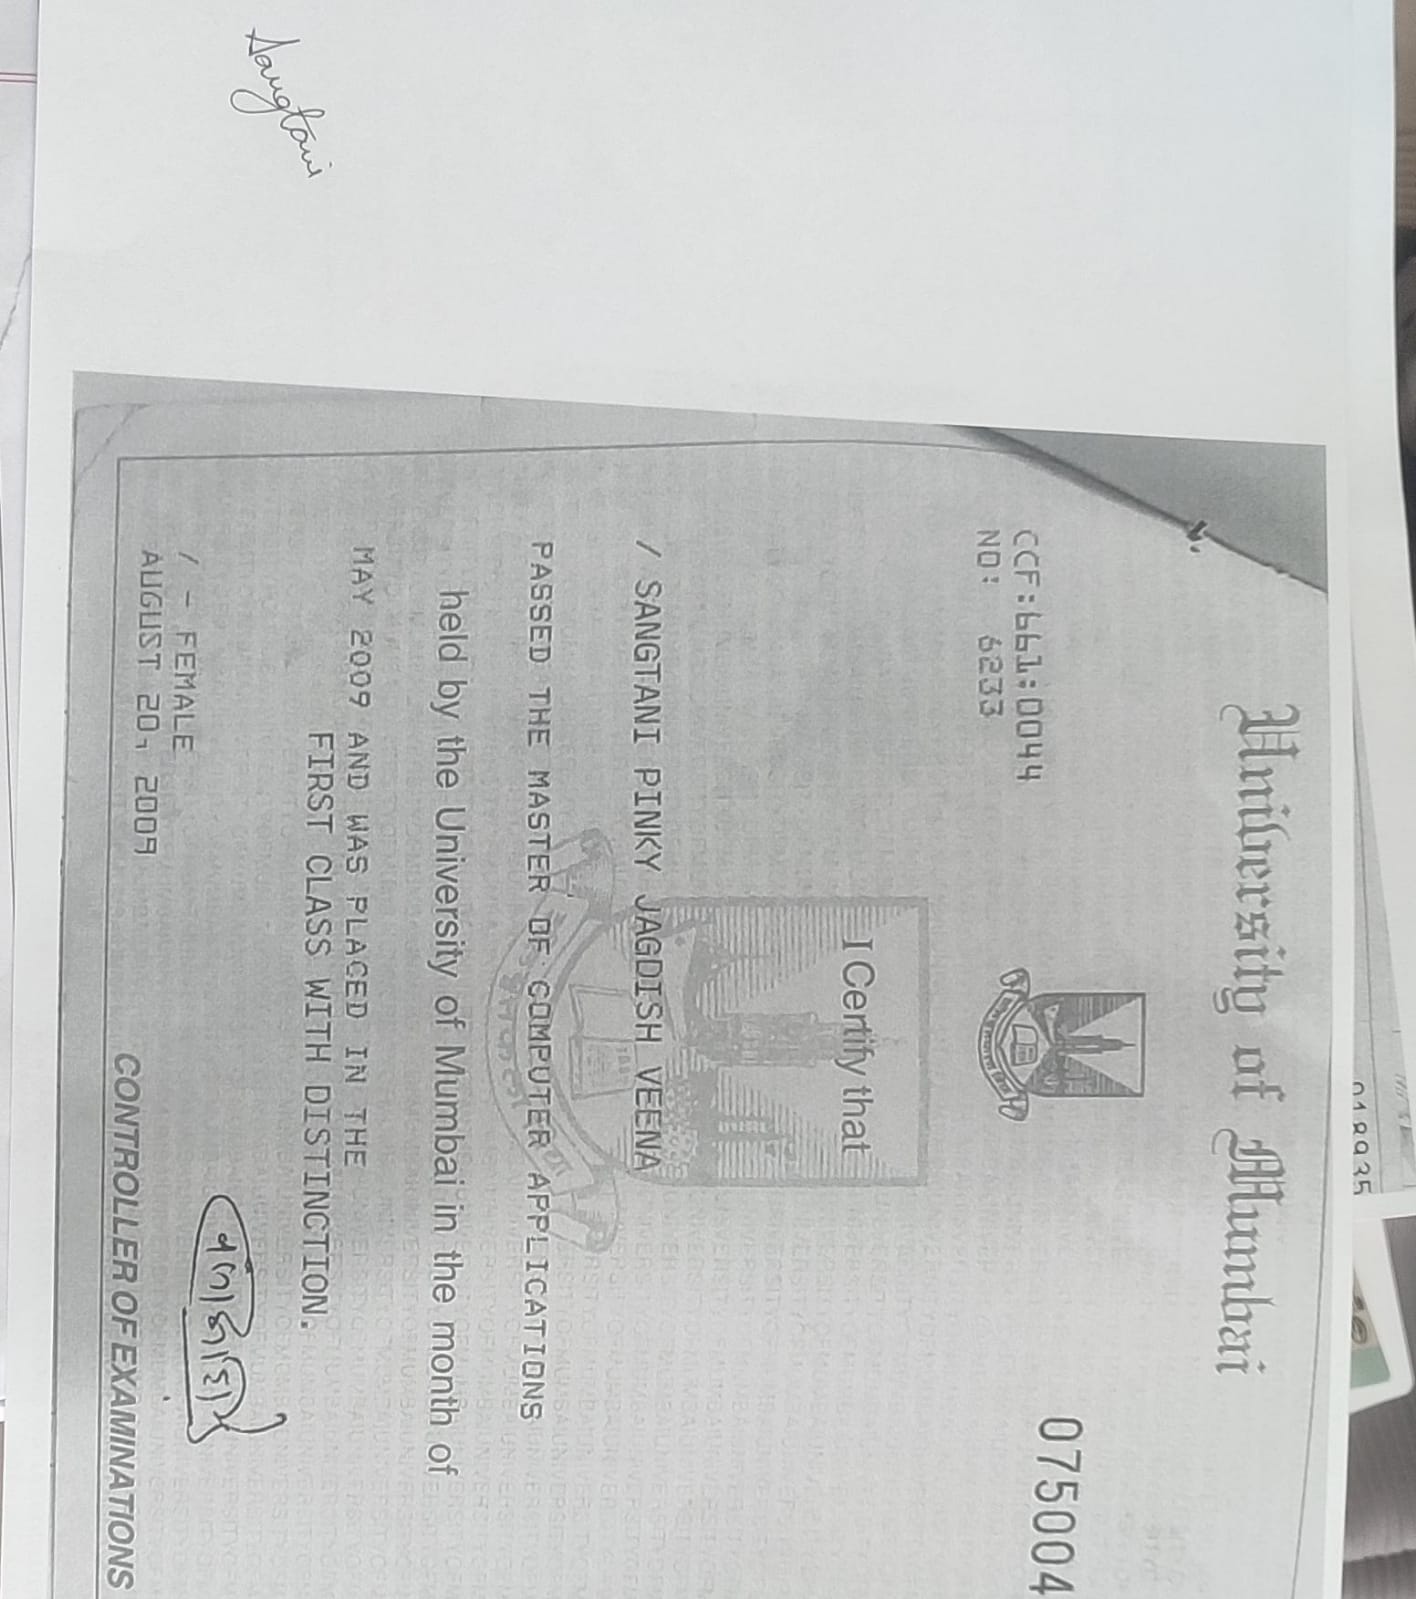 University of Mumbai
CCF:661:0044
NO: 6233
075004
I Certify that
/ SANGTANI PINKY JAGDISH VEENA
PASSED THE MASTER OF COMPUTER APPLICATIONS
held by the University of Mumbai in the month of
MAY 2009 AND WAS PLACED IN THE
FIRST CLASS WITH DISTINCTION.
/ - FEMALE
AUGUST 20, 2009
CONTROLLER OF EXAMINATIONS
Sangtani